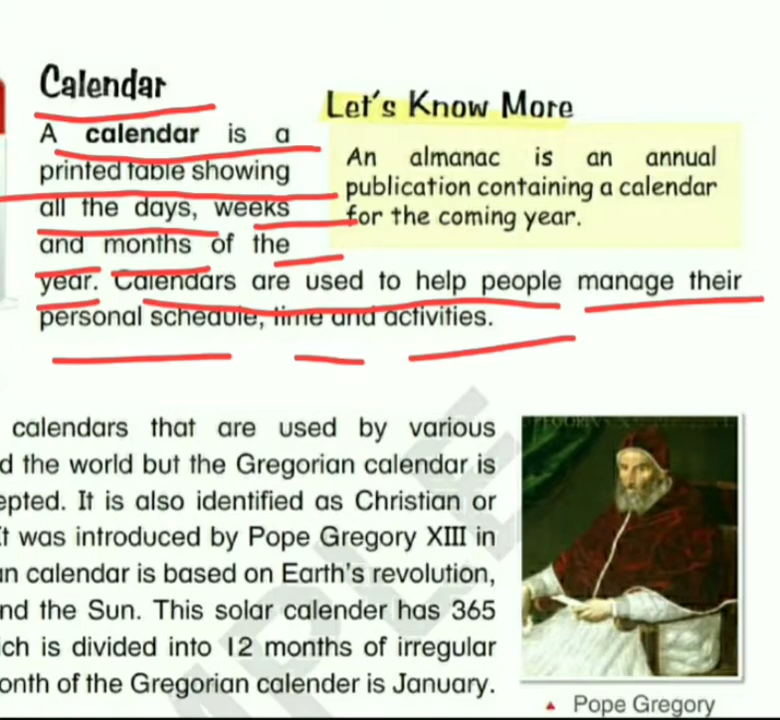 Calendar
A calendar is a
printed table showing
all the days, weeks
and months of the
year. Calendars are used to help people manage their
personal schedule, time and activities.
Let's Know More
An almanac is an annual
publication containing a calendar
for the coming year.
calendars that are used by various
d the world but the Gregorian calendar is
epted. It is also identified as Christian or
t was introduced by Pope Gregory XIII in
an calendar is based on Earth's revolution,
nd the Sun. This solar calender has 365
ch is divided into 12 months of irregular
onth of the Gregorian calender is January.
Pope Gregory